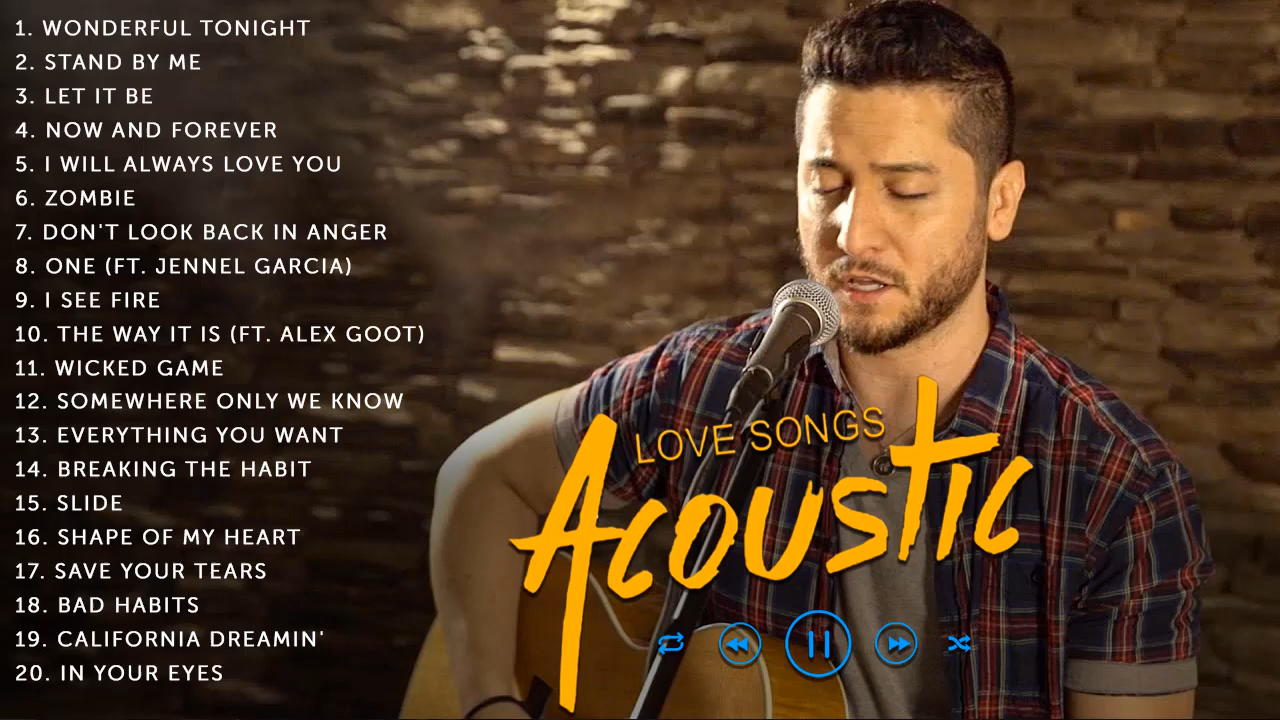 1. WONDERFUL TONIGHT
2. STAND BY ME
3. LET IT BE
4. NOW AND FOREVER
5. I WILL ALWAYS LOVE YOU
6. ZOMBIE
7. DON'T LOOK BACK IN ANGER
8. ONE (FT. JENNEL GARCIA)
9. I SEE FIRE
10. THE WAY IT IS (FT. ALEX GOOT)
11. WICKED GAME
12. SOMEWHERE ONLY WE KNOW
13. EVERYTHING YOU WANT
14. BREAKING THE HABIT
15. SLIDE
16. SHAPE OF MY HEART
17. SAVE YOUR TEARS
18. BAD HABITS
19. CALIFORNIA DREAMIN'
20. IN YOUR EYES
LOVE SONGS
ACOUSTIC